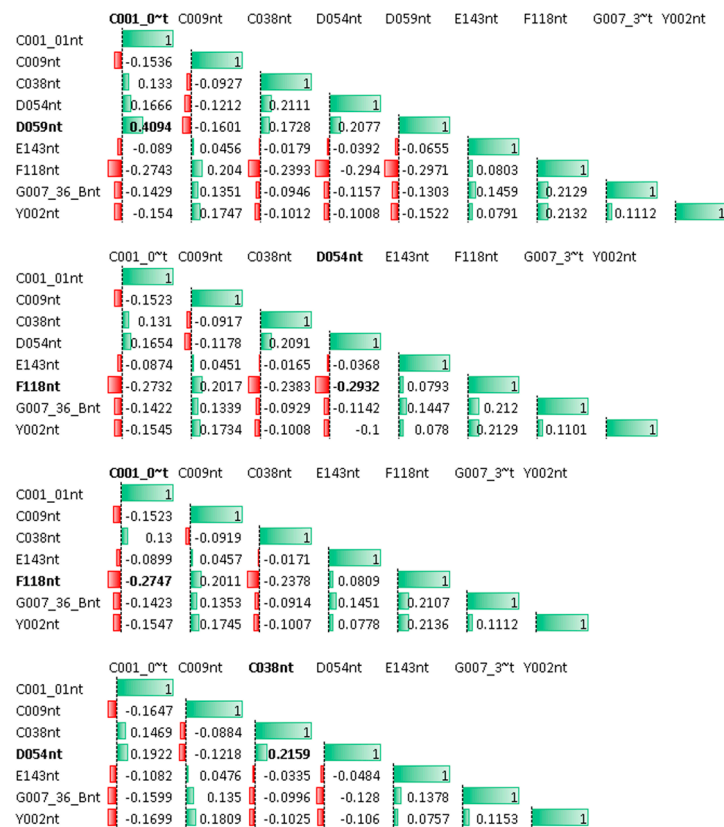 C001_0~t C009nt C038nt D054nt D059nt E143nt F118nt G007_3~t Y002nt
C001_01nt 1
C009nt -0.1536 1
C038nt 0.133 -0.0927 1
D054nt 0.1666 -0.1212 0.2111 1
D059nt 0.4094 -0.1601 0.1728 0.2077 1
E143nt -0.089 0.0456 -0.0179 -0.0392 -0.0655 1
F118nt -0.2743 0.204 -0.2393 -0.294 -0.2971 0.0803 1
G007_36_Bnt -0.1429 0.1351 -0.0946 -0.1157 -0.1303 0.1459 0.2129 1
Y002nt -0.154 0.1747 -0.1012 -0.1008 -0.1522 0.0791 0.2132 0.1112 1
C001_0~t C009nt C038nt D054nt E143nt F118nt G007_3~t Y002nt
C001_01nt 1
C009nt -0.1523 1
C038nt 0.131 -0.0917 1
D054nt 0.1654 -0.1178 0.2091 1
E143nt -0.0874 0.0451 -0.0165 -0.0368 1
F118nt -0.2732 0.2017 -0.2383 -0.2932 0.0793 1
G007_36_Bnt -0.1422 0.1339 -0.0929 -0.1142 0.1447 0.212 1
Y002nt -0.1545 0.1734 -0.1008 -0.1 0.078 0.2129 0.1101 1
C001_0~t C009nt C038nt E143nt F118nt G007_3~t Y002nt
C001_01nt 1
C009nt -0.1523 1
C038nt 0.13 -0.0919 1
E143nt -0.0899 0.0457 -0.0171 1
F118nt -0.2747 0.2011 -0.2378 0.0809 1
G007_36_Bnt -0.1423 0.1353 -0.0914 0.1451 0.2107 1
Y002nt -0.1547 0.1745 -0.1007 0.0778 0.2136 0.1112 1
C001_0~t C009nt C038nt D054nt E143nt G007_3~t Y002nt
C001_01nt 1
C009nt -0.1647 1
C038nt 0.1469 -0.0884 1
D054nt 0.1922 -0.1218 0.2159 1
E143nt -0.1082 0.0476 -0.0335 -0.0484 1
G007_36_Bnt -0.1599 0.135 -0.0996 -0.128 0.1378 1
Y002nt -0.1699 0.1809 -0.1025 -0.106 0.0757 0.1153 1